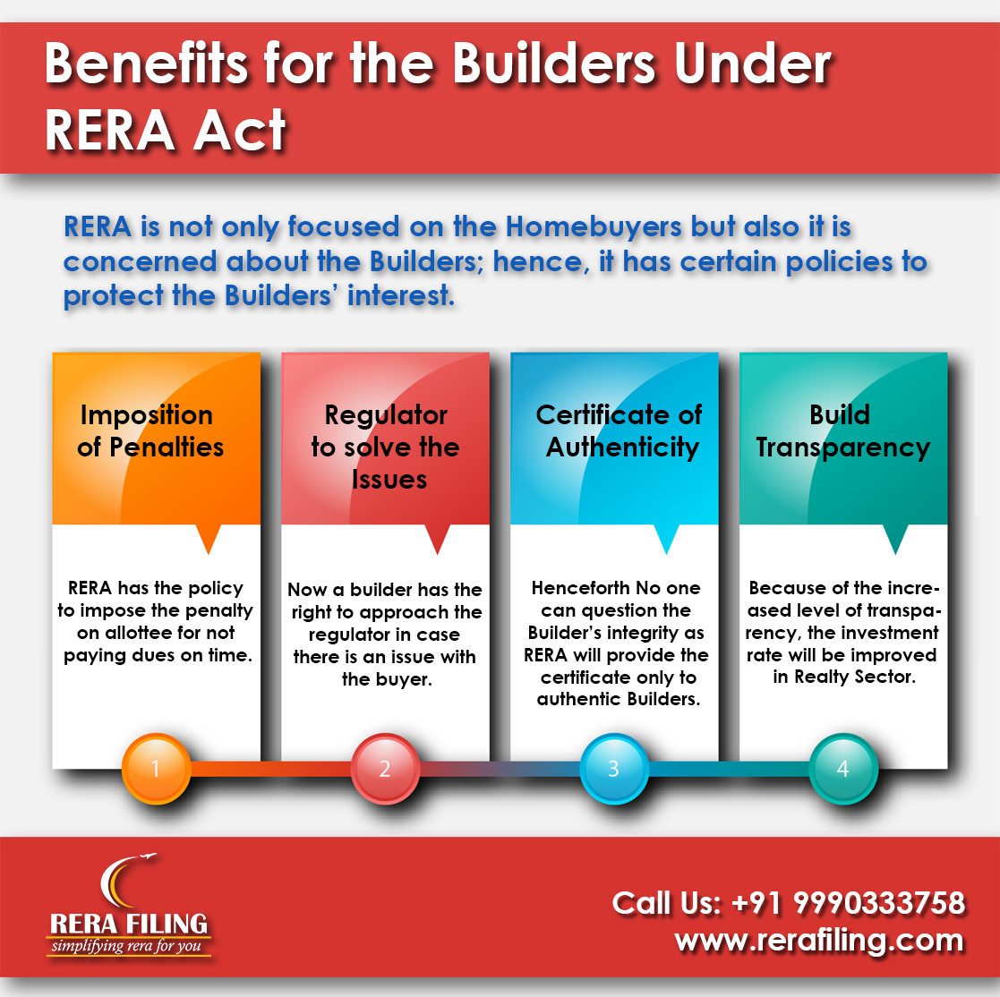 Benefits for the Builders Under
RERA Act
RERA is not only focused on the Homebuyers but also it is
concerned about the Builders; hence, it has certain policies to
protect the Builders’ interest.
Imposition
of Penalties
RERA has the policy
to impose the penalty
on allottee for not
paying dues on time.
1
Regulator
to solve the
Issues
Now a builder has the
right to approach the
regulator in case
there is an issue with
the buyer.
2
Certificate of
Authenticity
Henceforth No one
can question the
Builder’s integrity as
RERA will provide the
certificate only to
authentic Builders.
3
Build
Transparency
Because of the incre-
ased level of transpa-
rency, the investment
rate will be improved
in Realty Sector.
4
RERA FILING
simplifying rera for you
Call Us: +91 9990333758
www.rerafiling.com